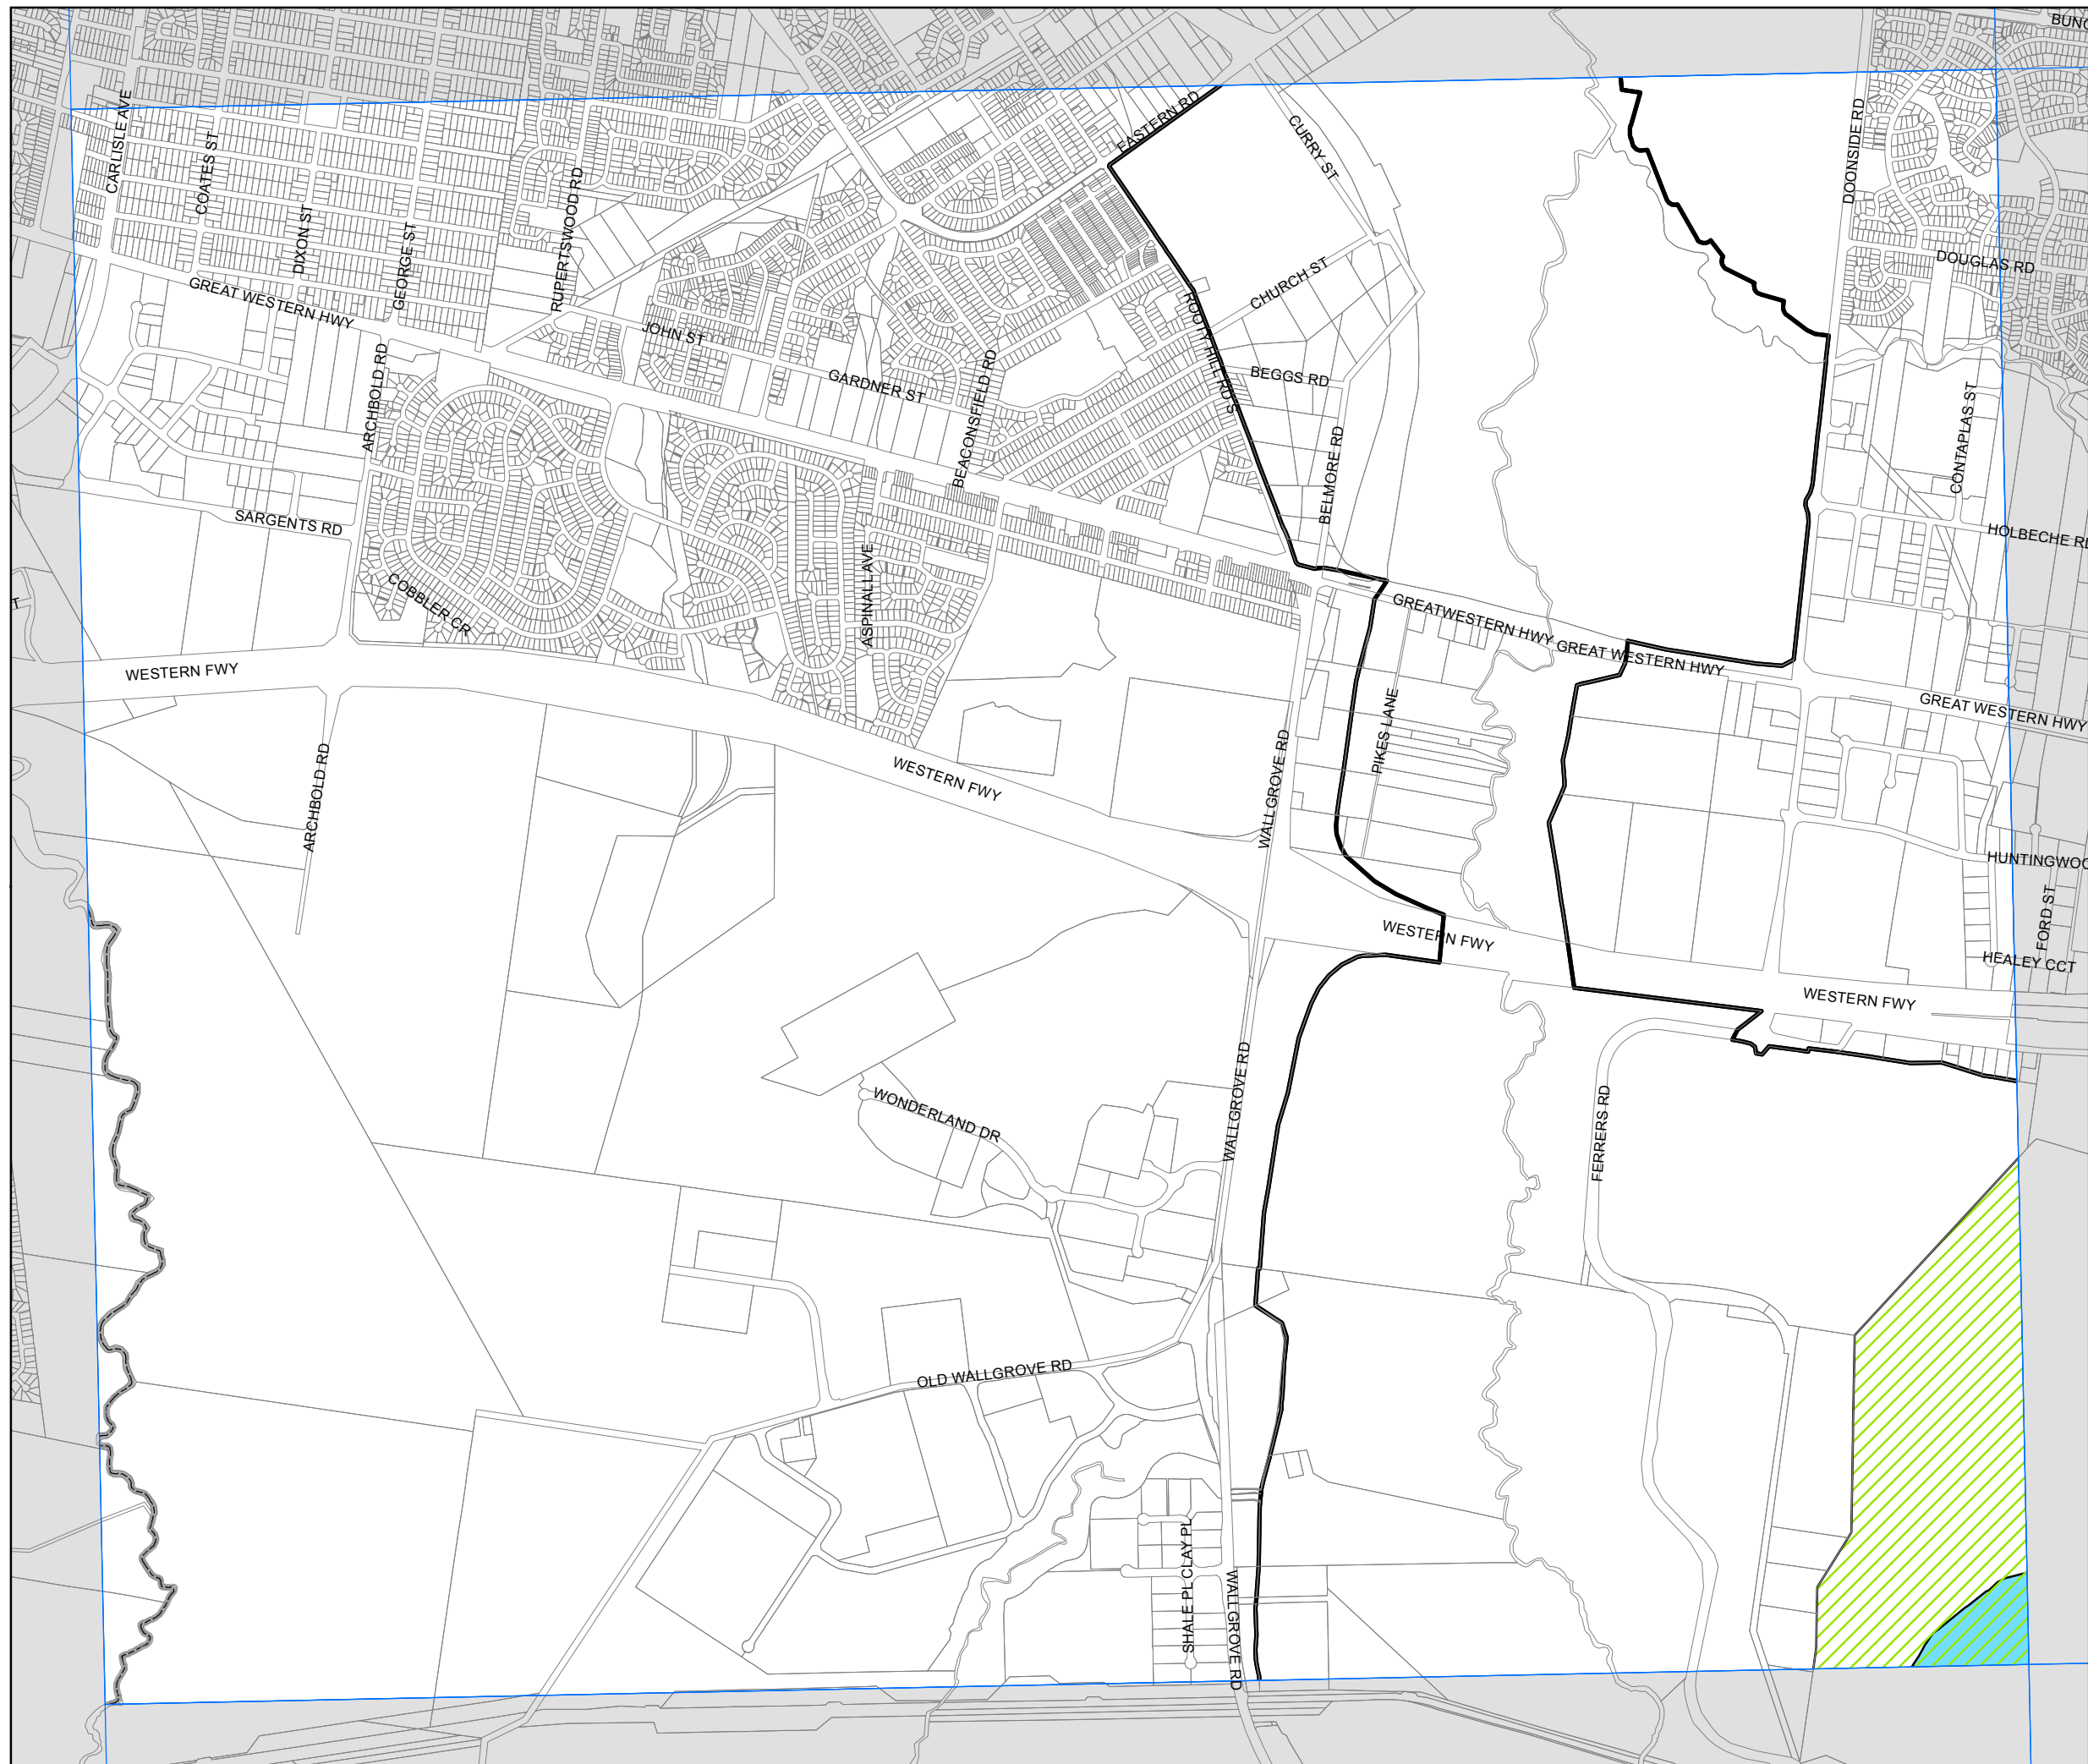 BUNG
CARLISLE AVE
COATES ST
DIXON ST
GEORGE ST
RUPERTSWOOD RD
EASTERN RD
CURRY ST
DOONSIDE RD
DOUGLAS RD
GREAT WESTERN HWY
JOHN ST
GARDNER ST
ARCHBOLD RD
BEACONSFIELD RD
ROOTY HILL RD S
CHURCH ST
BEGGS RD
BELMORE RD
CONTAPLAS ST
HOLBECHE RD
SARGENTS RD
COBBLER CR
ASPINALL AVE
T
GREATWESTERN HWY
GREAT WESTERN HWY
GREAT WESTERN HWY
WESTERN FWY
ARCHBOLD RD
WESTERN FWY
WALLGROVE RD
PIKES LANE
HUNTINGWOO
FORD ST
HEALEY CCT
WESTERN FWY
WESTERN FWY
WONDERLAND DR
WALLGROVE RD
FERRERS RD
OLD WALLGROVE RD
SHALE PL
CLAY PL
WALLGROVE RD